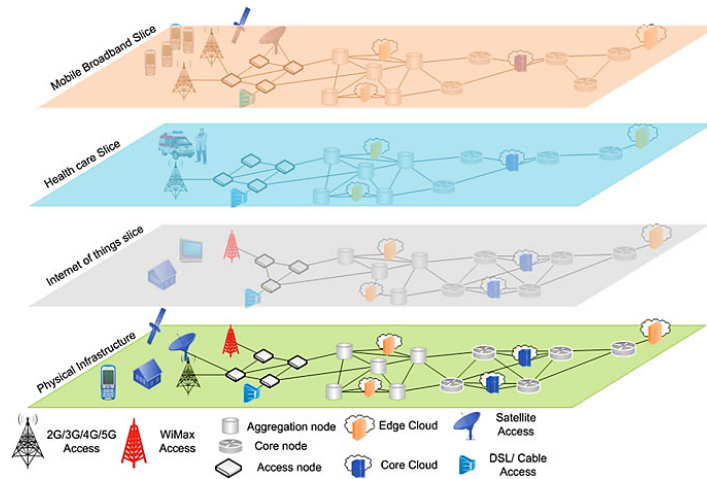 Mobile Broadband Slice
Health care Slice
Internet of things slice
Physical Infrastructure
2G/3G/4G/5G
Access
WiMax
Access
Aggregation node
Core node
Access node
Edge Cloud
Core Cloud
Satellite
Access
DSL/ Cable
Access